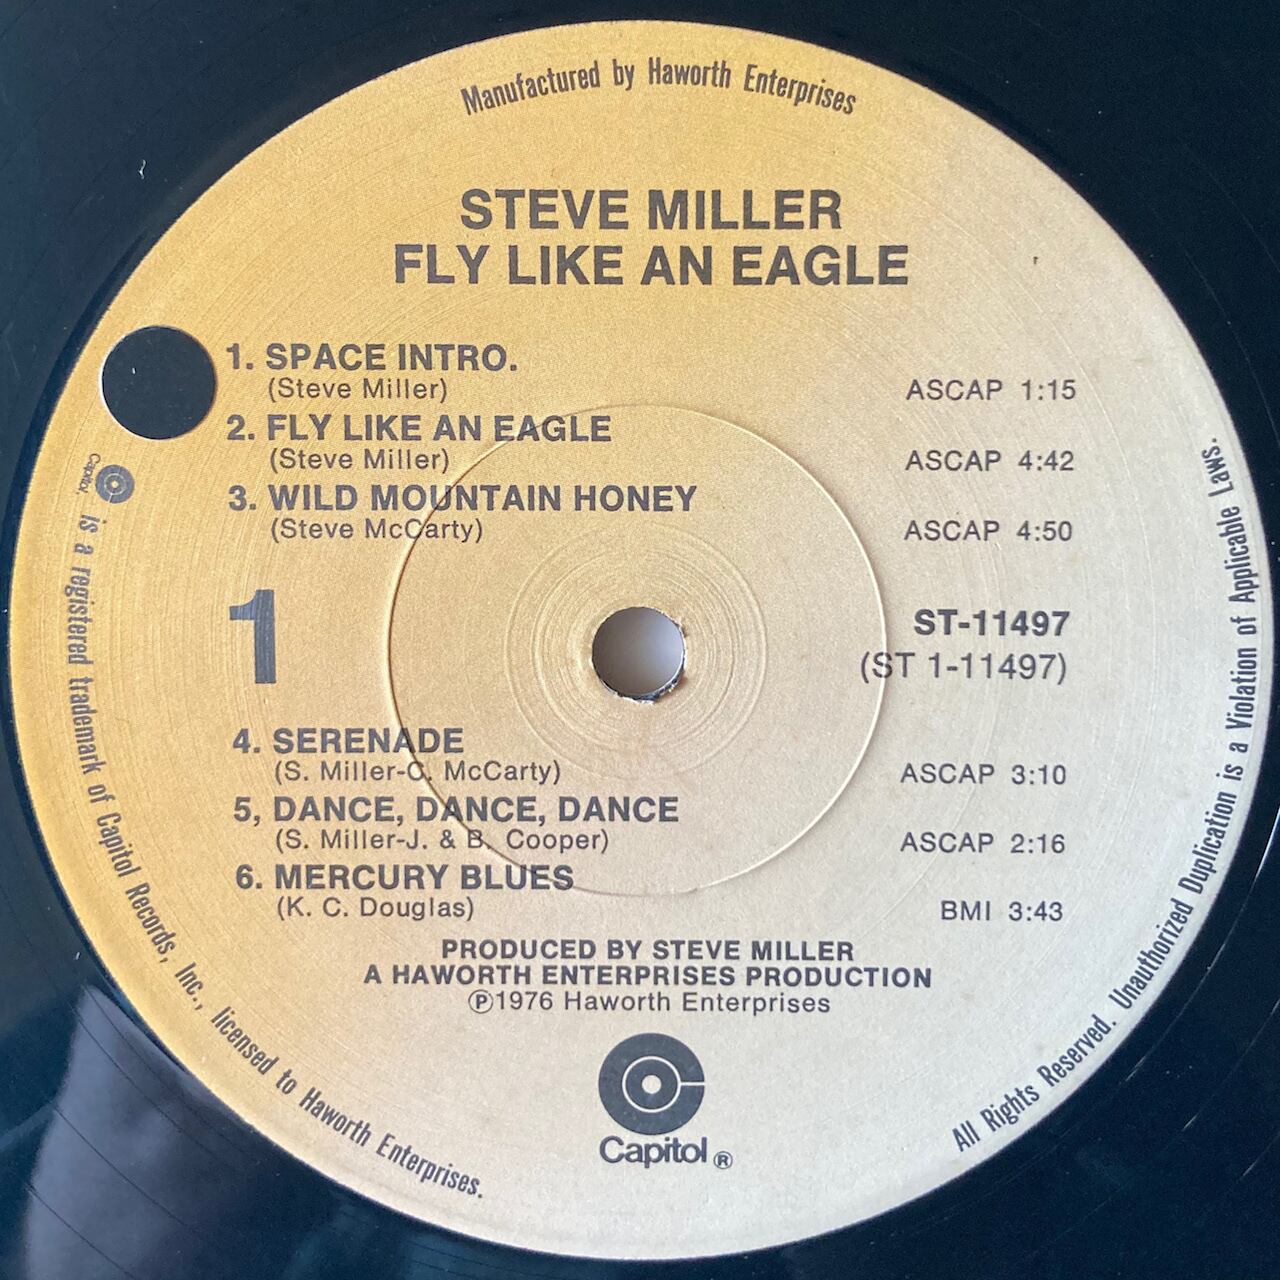 Manufactured by Haworth Enterprises
STEVE MILLER
FLY LIKE AN EAGLE
1. SPACE INTRO.
(Steve Miller) ASCAP 1:15
2. FLY LIKE AN EAGLE
(Steve Miller) ASCAP 4:42
3. WILD MOUNTAIN HONEY
(Steve McCarty) ASCAP 4:50
1
ST-11497
(ST 1-11497)
4. SERENADE
(S. Miller-C. McCarty) ASCAP 3:10
5, DANCE, DANCE, DANCE
(S. Miller-J. & B. Cooper) ASCAP 2:16
6. MERCURY BLUES
(K. C. Douglas) BMI 3:43
PRODUCED BY STEVE MILLER
A HAWORTH ENTERPRISES PRODUCTION
℗1976 Haworth Enterprises
Capitol®
Capitol. is a registered trademark of Capitol Records, Inc., licensed to Haworth Enterprises.
All Rights Reserved. Unauthorized Duplication is a Violation of Applicable Laws.